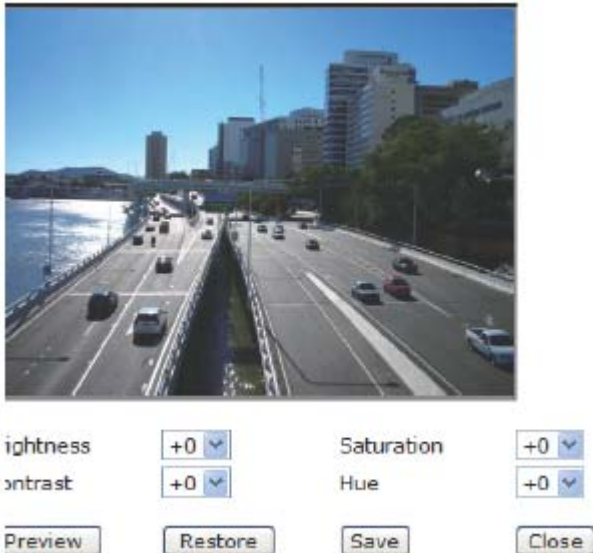 ightness +0 Saturation +0
ontrast +0 Hue +0
Preview Restore Save Close